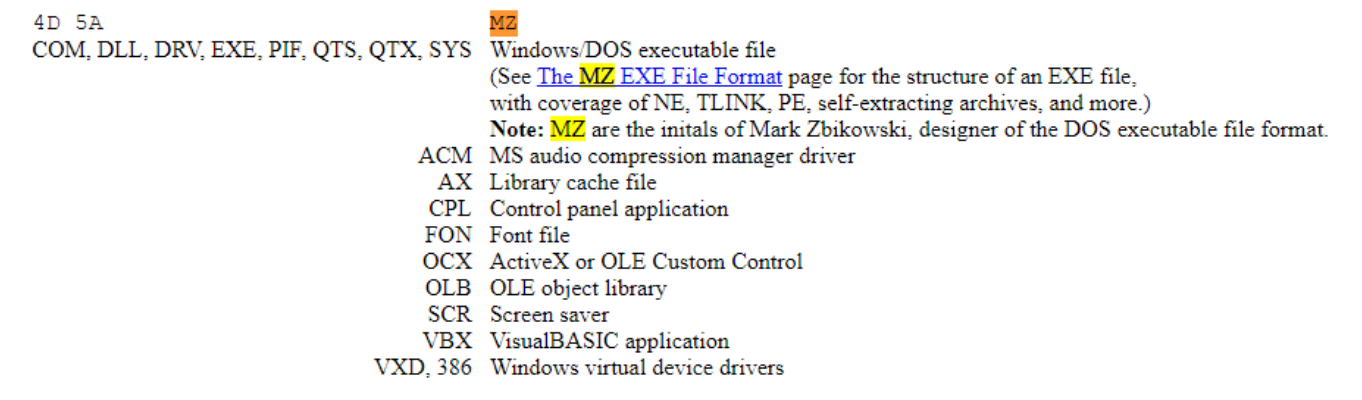 4D 5A MZ
COM, DLL, DRV, EXE, PIF, QTS, QTX, SYS Windows/DOS executable file
(See The MZ EXE File Format page for the structure of an EXE file,
with coverage of NE, TLINK, PE, self-extracting archives, and more.)
Note: MZ are the initals of Mark Zbikowski, designer of the DOS executable file format.
ACM MS audio compression manager driver
AX Library cache file
CPL Control panel application
FON Font file
OCX ActiveX or OLE Custom Control
OLB OLE object library
SCR Screen saver
VBX VisualBASIC application
VXD, 386 Windows virtual device drivers